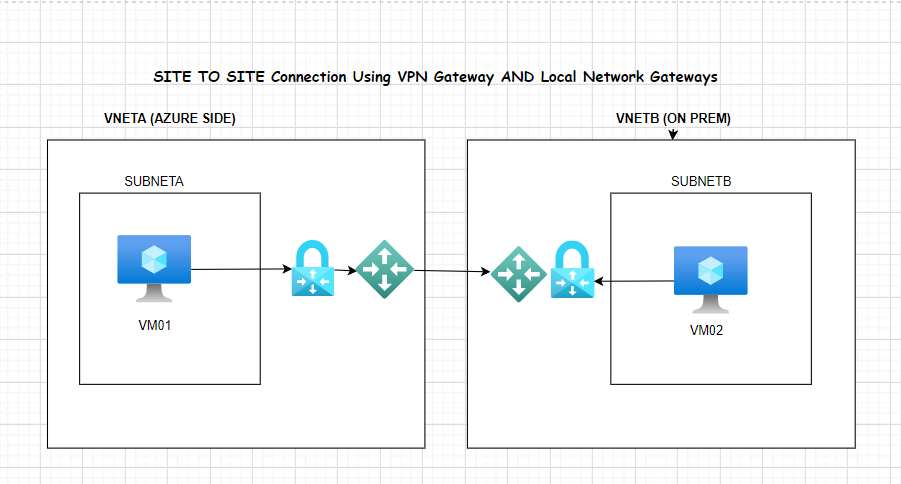 SITE TO SITE Connection Using VPN Gateway AND Local Network Gateways
VNETA (AZURE SIDE)
VNETB (ON PREM)
SUBNETA
SUBNETB
VM01
VM02